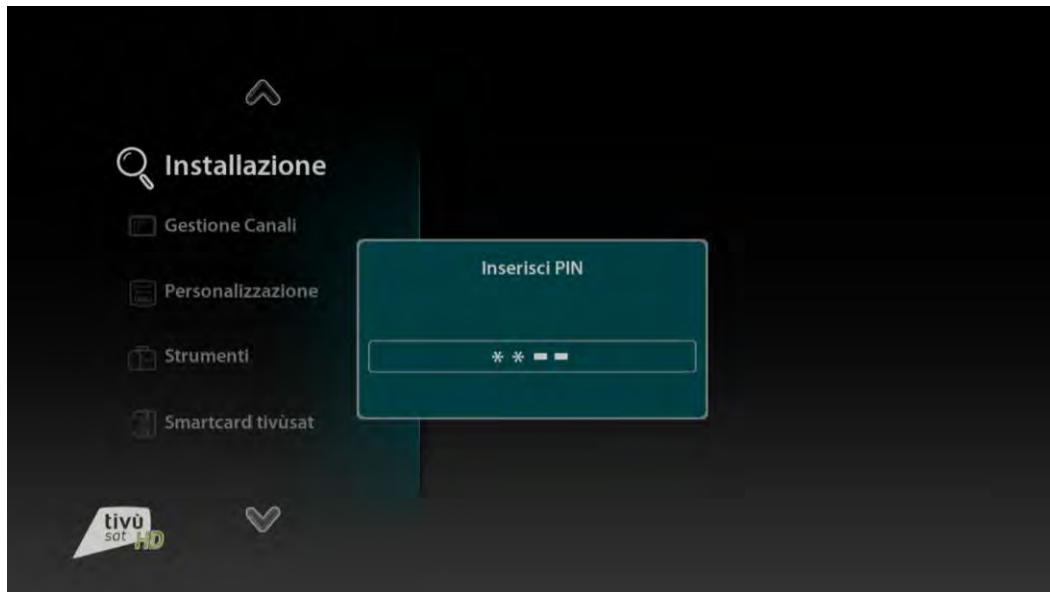 Installazione
Gestione Canali
Inserisci PIN
Personalizzazione
* * - -
Strumenti
Smartcard tivùsat
tivù
sat HD